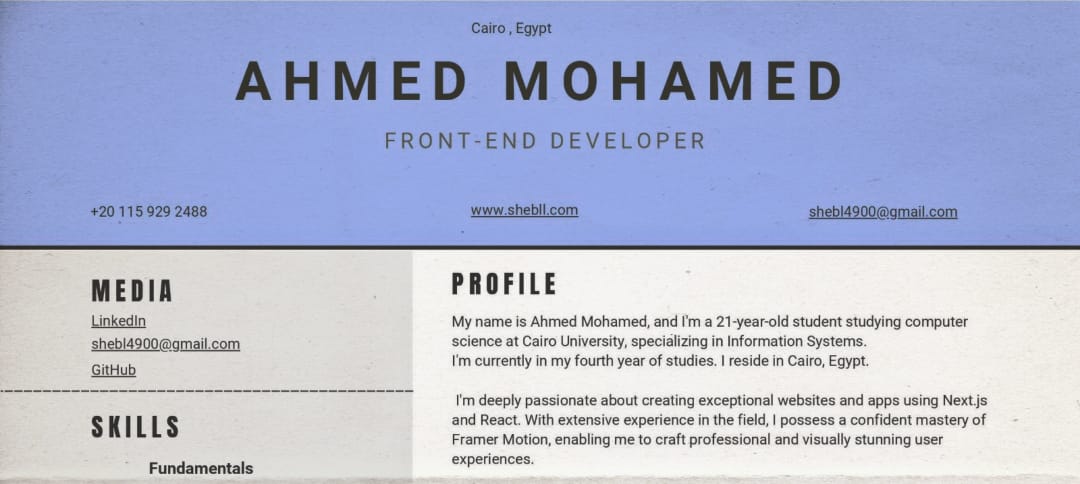 Cairo , Egypt
AHMED MOHAMED
FRONT-END DEVELOPER
+20 115 929 2488
www.shebll.com
shebl4900@gmail.com
MEDIA
LinkedIn
shebl4900@gmail.com
GitHub
SKILLS
Fundamentals
PROFILE
My name is Ahmed Mohamed, and I'm a 21-year-old student studying computer
science at Cairo University, specializing in Information Systems.
I'm currently in my fourth year of studies. I reside in Cairo, Egypt.
I'm deeply passionate about creating exceptional websites and apps using Next.js
and React. With extensive experience in the field, I possess a confident mastery of
Framer Motion, enabling me to craft professional and visually stunning user
experiences.